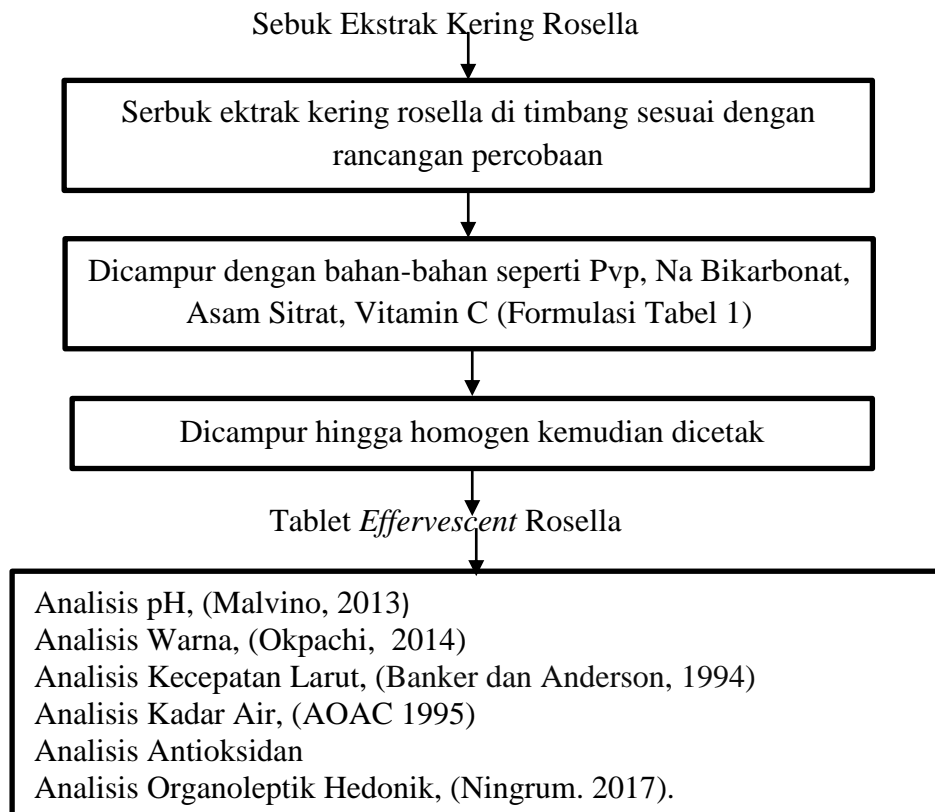 Sebuk Ekstrak Kering Rosella
Serbuk ektrak kering rosella di timbang sesuai dengan
rancangan percobaan
Dicampur dengan bahan-bahan seperti Pvp, Na Bikarbonat,
Asam Sitrat, Vitamin C (Formulasi Tabel 1)
Dicampur hingga homogen kemudian dicetak
Tablet Effervescent Rosella
Analisis pH, (Malvino, 2013)
Analisis Warna, (Okpachi, 2014)
Analisis Kecepatan Larut, (Banker dan Anderson, 1994)
Analisis Kadar Air, (AOAC 1995)
Analisis Antioksidan
Analisis Organoleptik Hedonik, (Ningrum. 2017).